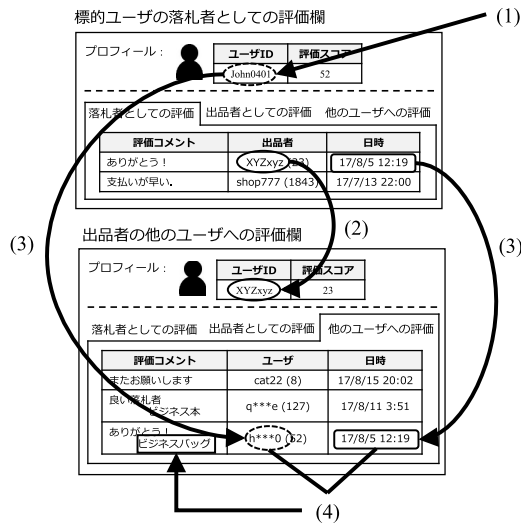 標的ユーザの落札者としての評価欄
(1)
プロフィール： ユーザID 評価スコア
John0401 52
落札者としての評価 出品者としての評価 他のユーザへの評価
評価コメント 出品者 日時
ありがとう！ XYZxyz (23) 17/8/5 12:19
支払いが早い． shop777 (1843) 17/7/13 22:00
(3) (2) (3)
出品者の他のユーザへの評価欄
プロフィール： ユーザID 評価スコア
XYZxyz 23
落札者としての評価 出品者としての評価 他のユーザへの評価
評価コメント ユーザ 日時
またお願いします cat22 (8) 17/8/15 20:02
良い落札者
ビジネス本 q***e (127) 17/8/11 3:51
ありがとう！
ビジネスバッグ h***0 (52) 17/8/5 12:19
(4)